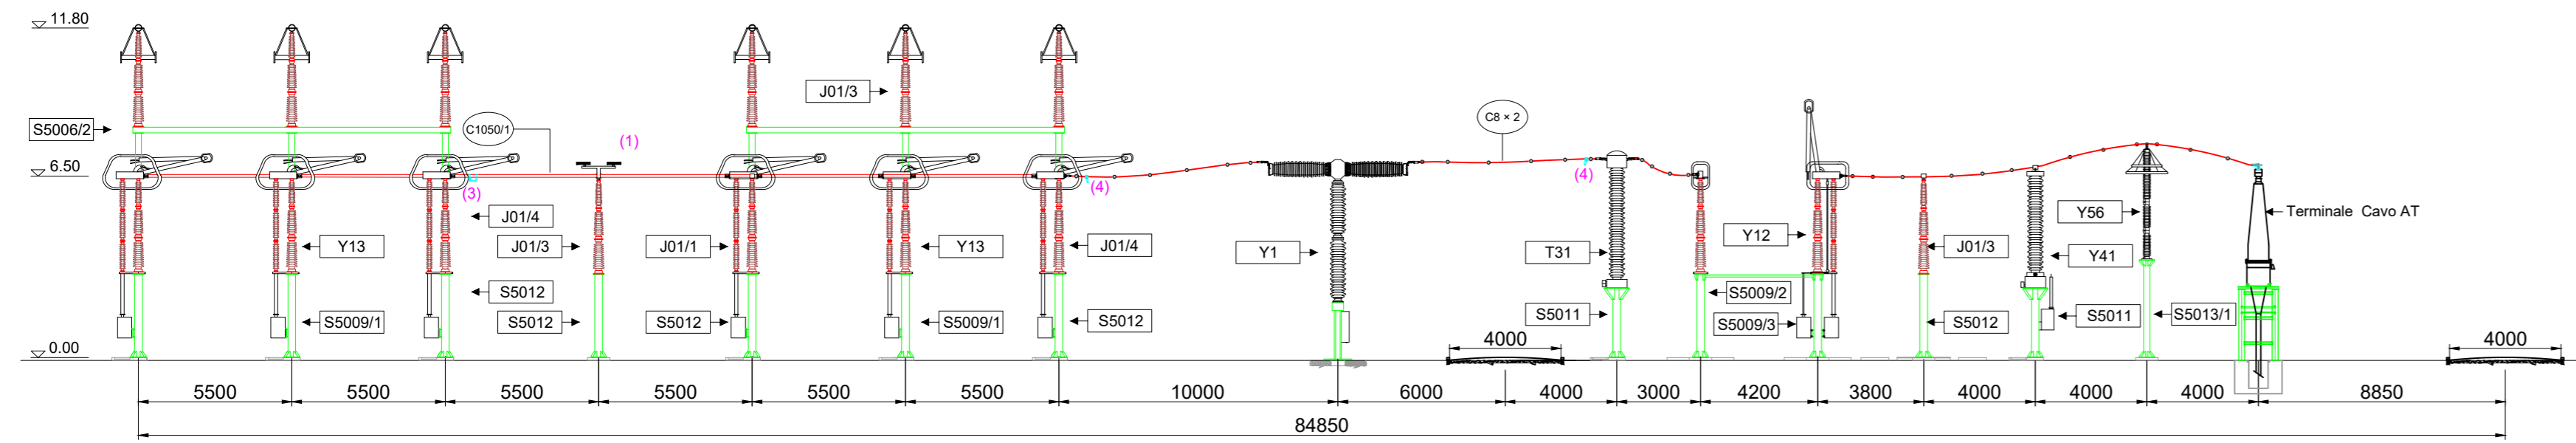 11.80
J01/3
S5006/2
C1050/1
(1)
C8 × 2
6.50
(3)
(4)
(4)
J01/4
Y13
J01/3
J01/1
Y13
J01/4
Y1
T31
Y12
J01/3
Y56
Y41
Terminale Cavo AT
S5012
S5009/1
S5012
S5012
S5009/1
S5012
S5011
S5009/2
S5009/3
S5012
S5011
S5013/1
0.00
4000
4000
5500
5500
5500
5500
5500
5500
10000
6000
4000
3000
4200
3800
4000
4000
4000
8850
84850